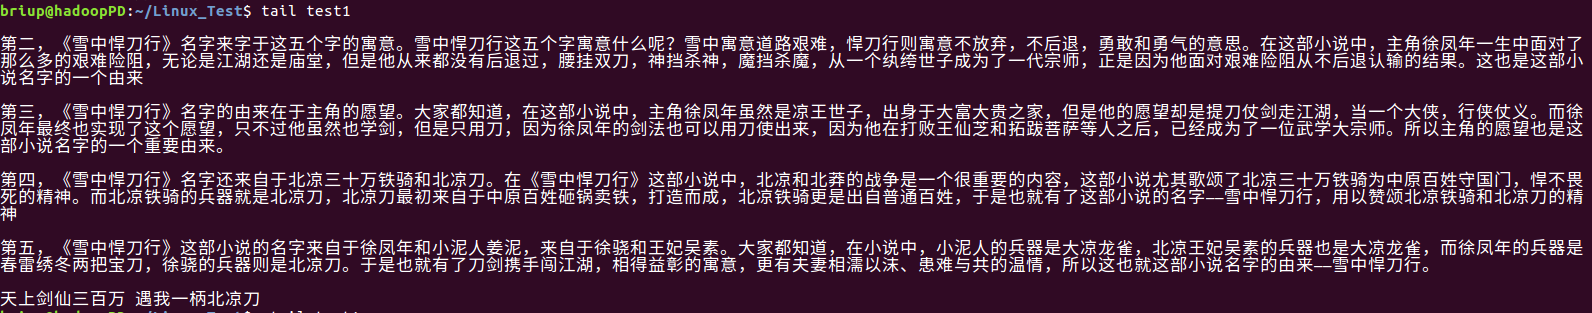 briup@hadoopPD:~/Linux_Test$ tail test1
第二，《雪中悍刀行》名字来字于这五个字的寓意。雪中悍刀行这五个字寓意什么呢？雪中寓意道路艰难，悍刀行则寓意不放弃，不后退，勇敢和勇气的意思。在这部小说中，主角徐凤年一生中面对了
那么多的艰难险阻，无论是江湖还是庙堂，但是他从来都没有后退过，腰挂双刀，神挡杀神，魔挡杀魔，从一个纨绔世子成为了一代宗师，正是因为他面对艰难险阻从不后退认输的结果。这也是这部小
说名字的一个由来
第三，《雪中悍刀行》名字的由来在于主角的愿望。大家都知道，在这部小说中，主角徐凤年虽然是凉王世子，出身于大富大贵之家，但是他的愿望却是提刀仗剑走江湖，当一个大侠，行侠仗义。而徐
凤年最终也实现了这个愿望，只不过他虽然也学剑，但是只用刀，因为徐凤年的剑法也可以用刀使出来，因为他在打败王仙芝和拓跋菩萨等人之后，已经成为了一位武学大宗师。所以主角的愿望也是这
部小说名字的一个重要由来。
第四，《雪中悍刀行》名字还来自于北凉三十万铁骑和北凉刀。在《雪中悍刀行》这部小说中，北凉和北莽的战争是一个很重要的内容，这部小说尤其歌颂了北凉三十万铁骑为中原百姓守国门，悍不畏
死的精神。而北凉铁骑的兵器就是北凉刀，北凉刀最初来自于中原百姓砸锅卖铁，打造而成，北凉铁骑更是出自普通百姓，于是也就有了这部小说的名字——雪中悍刀行，用以赞颂北凉铁骑和北凉刀的精
神
第五，《雪中悍刀行》这部小说的名字来自于徐凤年和小泥人姜泥，来自于徐骁和王妃吴素。大家都知道，在小说中，小泥人的兵器是大凉龙雀，北凉王妃吴素的兵器也是大凉龙雀，而徐凤年的兵器是
春雷绣冬两把宝刀，徐骁的兵器则是北凉刀。于是也就有了刀剑携手闯江湖，相得益彰的寓意，更有夫妻相濡以沫、患难与共的温情，所以这也就这部小说名字的由来——雪中悍刀行。
天上剑仙三百万 遇我一柄北凉刀